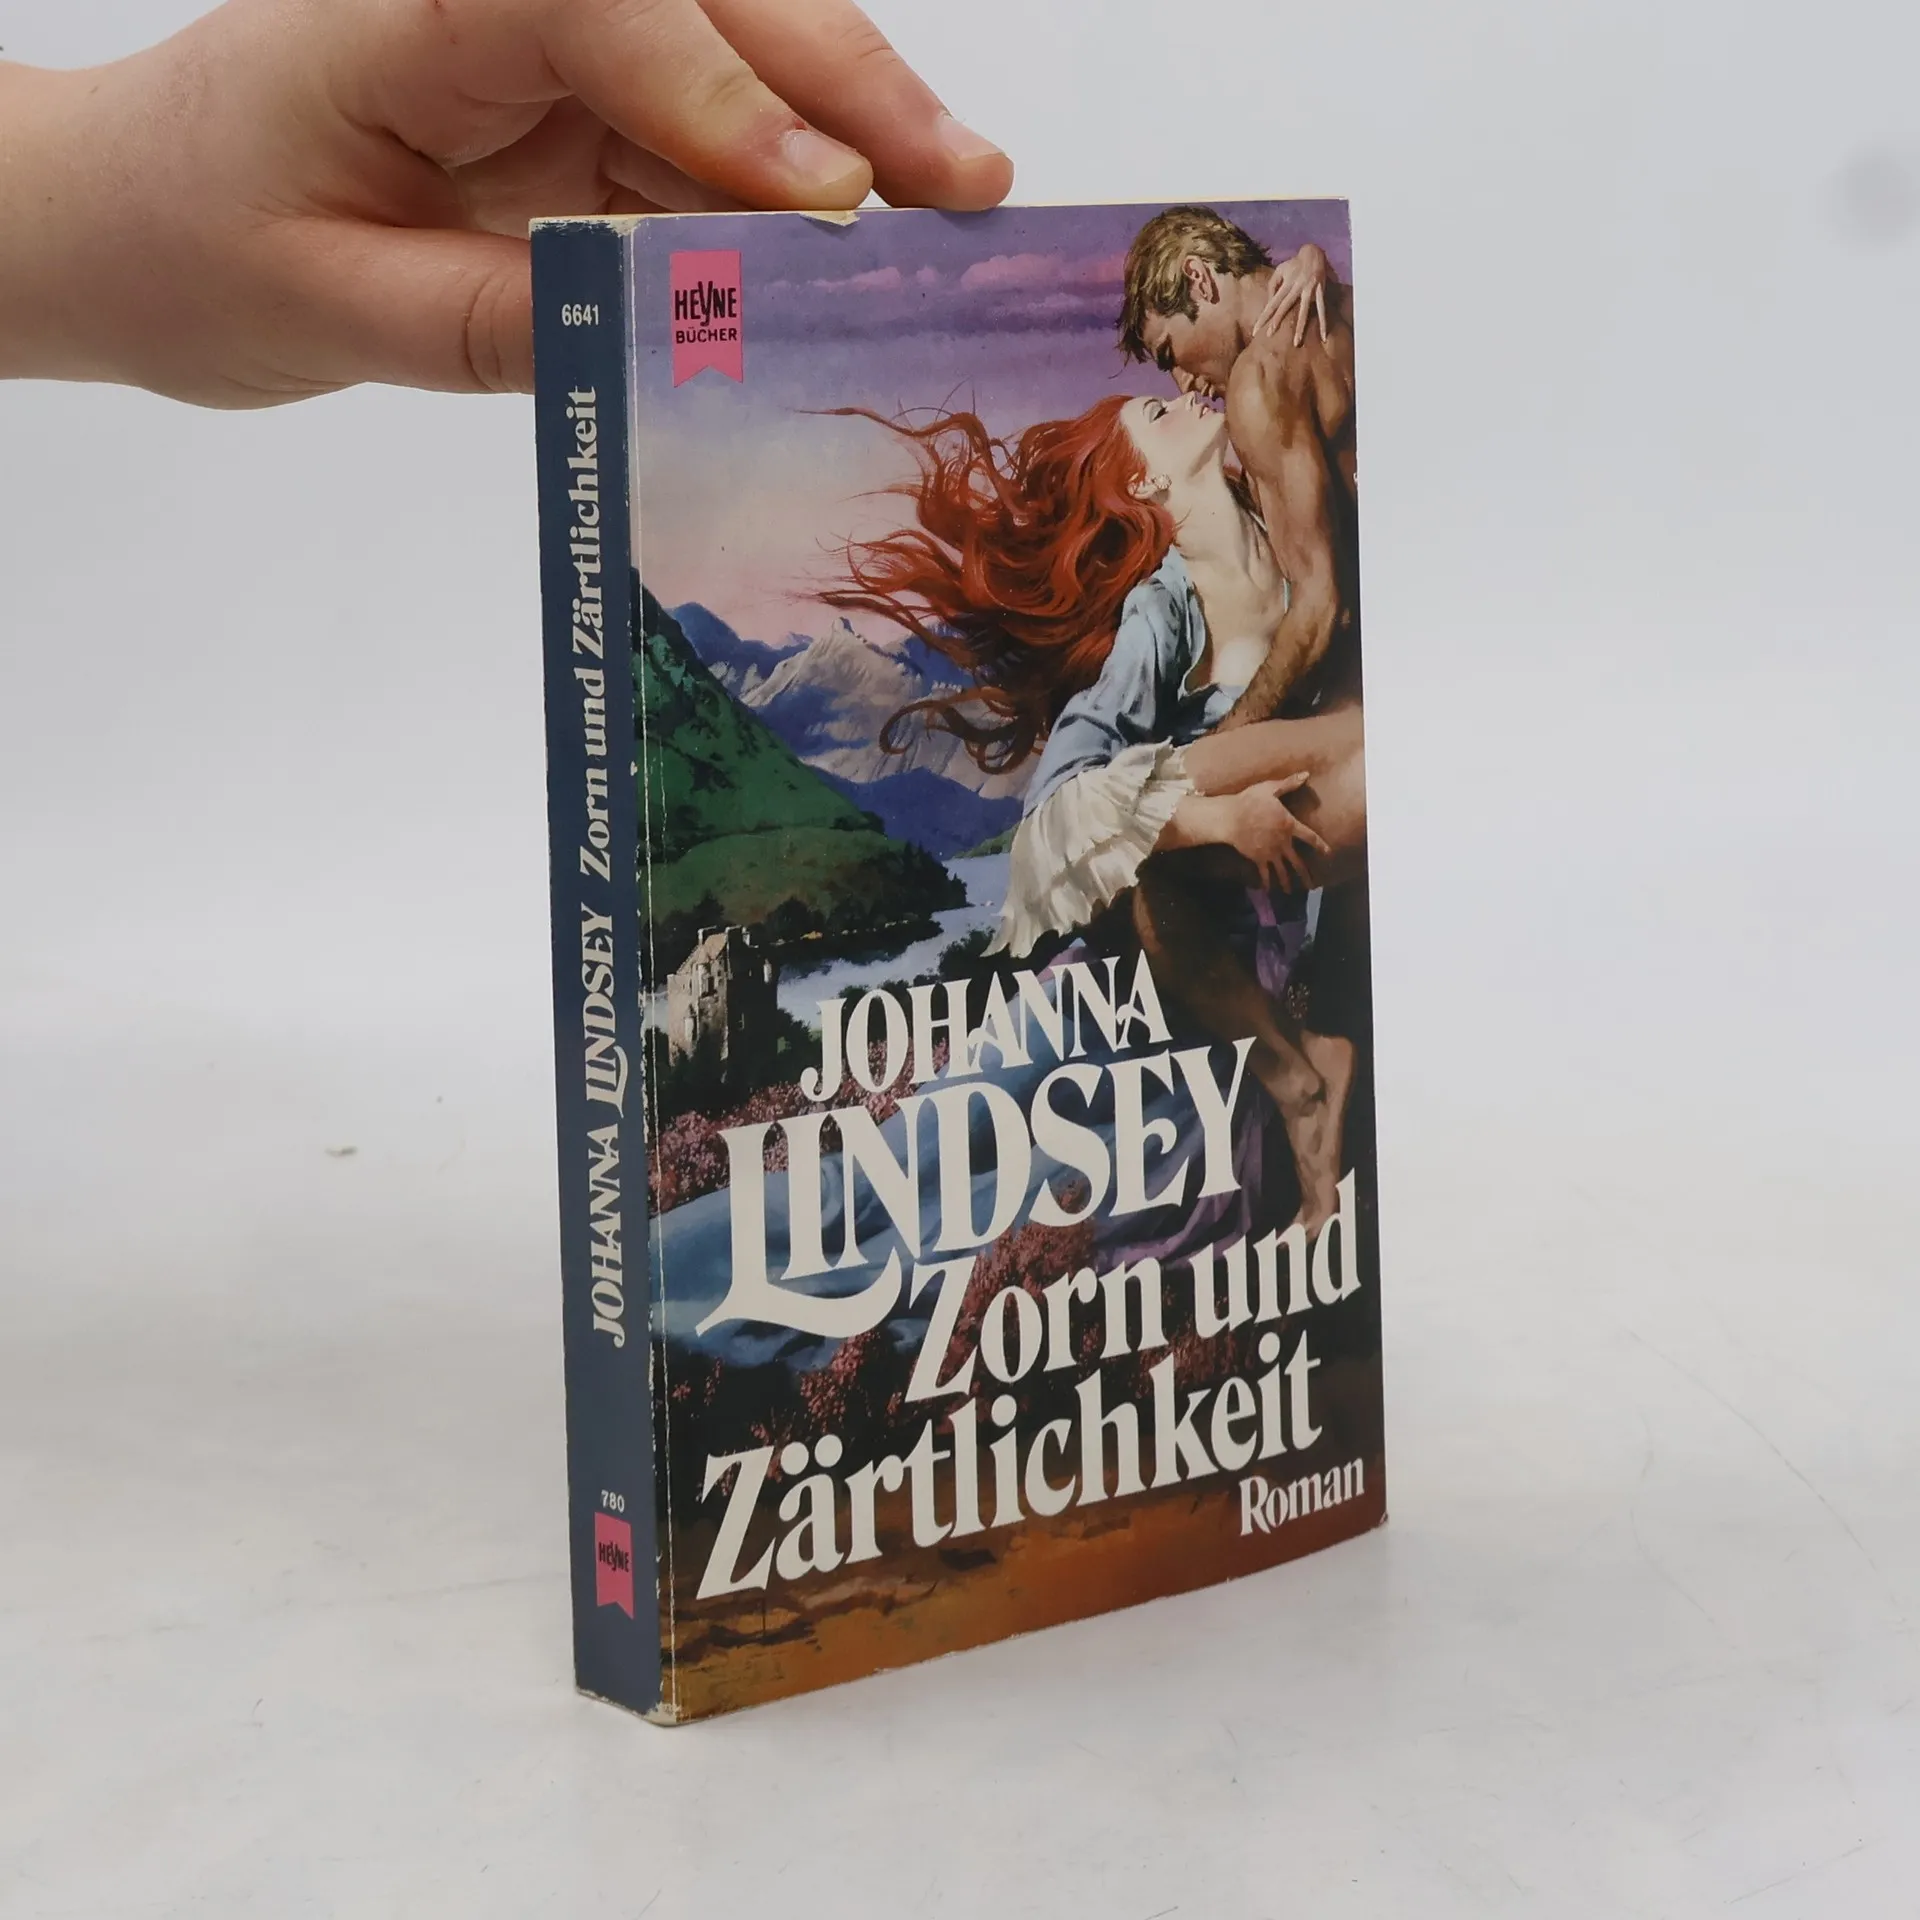 6641
JOHANNA LINDSEY Zorn und Zärtlichkeit
780
HEYNE
HEYNE
BÜCHER
JOHANNA
LINDSEY
Zorn und
Zärtlichkeit
Roman